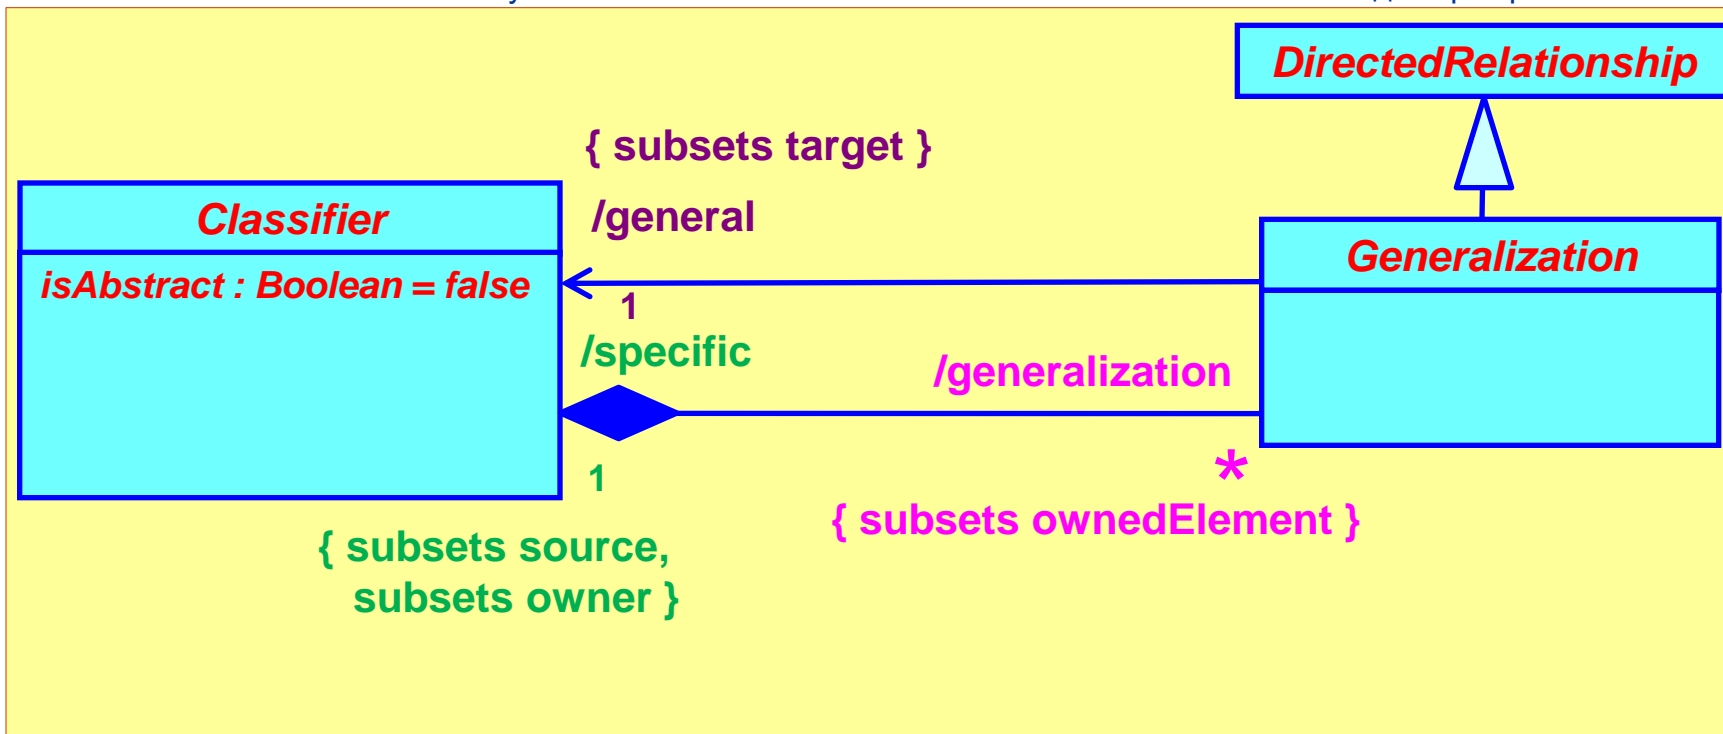 DirectedRelationship
{ subsets target }
Classifier
/general
Generalization
isAbstract : Boolean = false
1
/specific
/generalization
1
*
{ subsets ownedElement }
{ subsets source,
subsets owner }